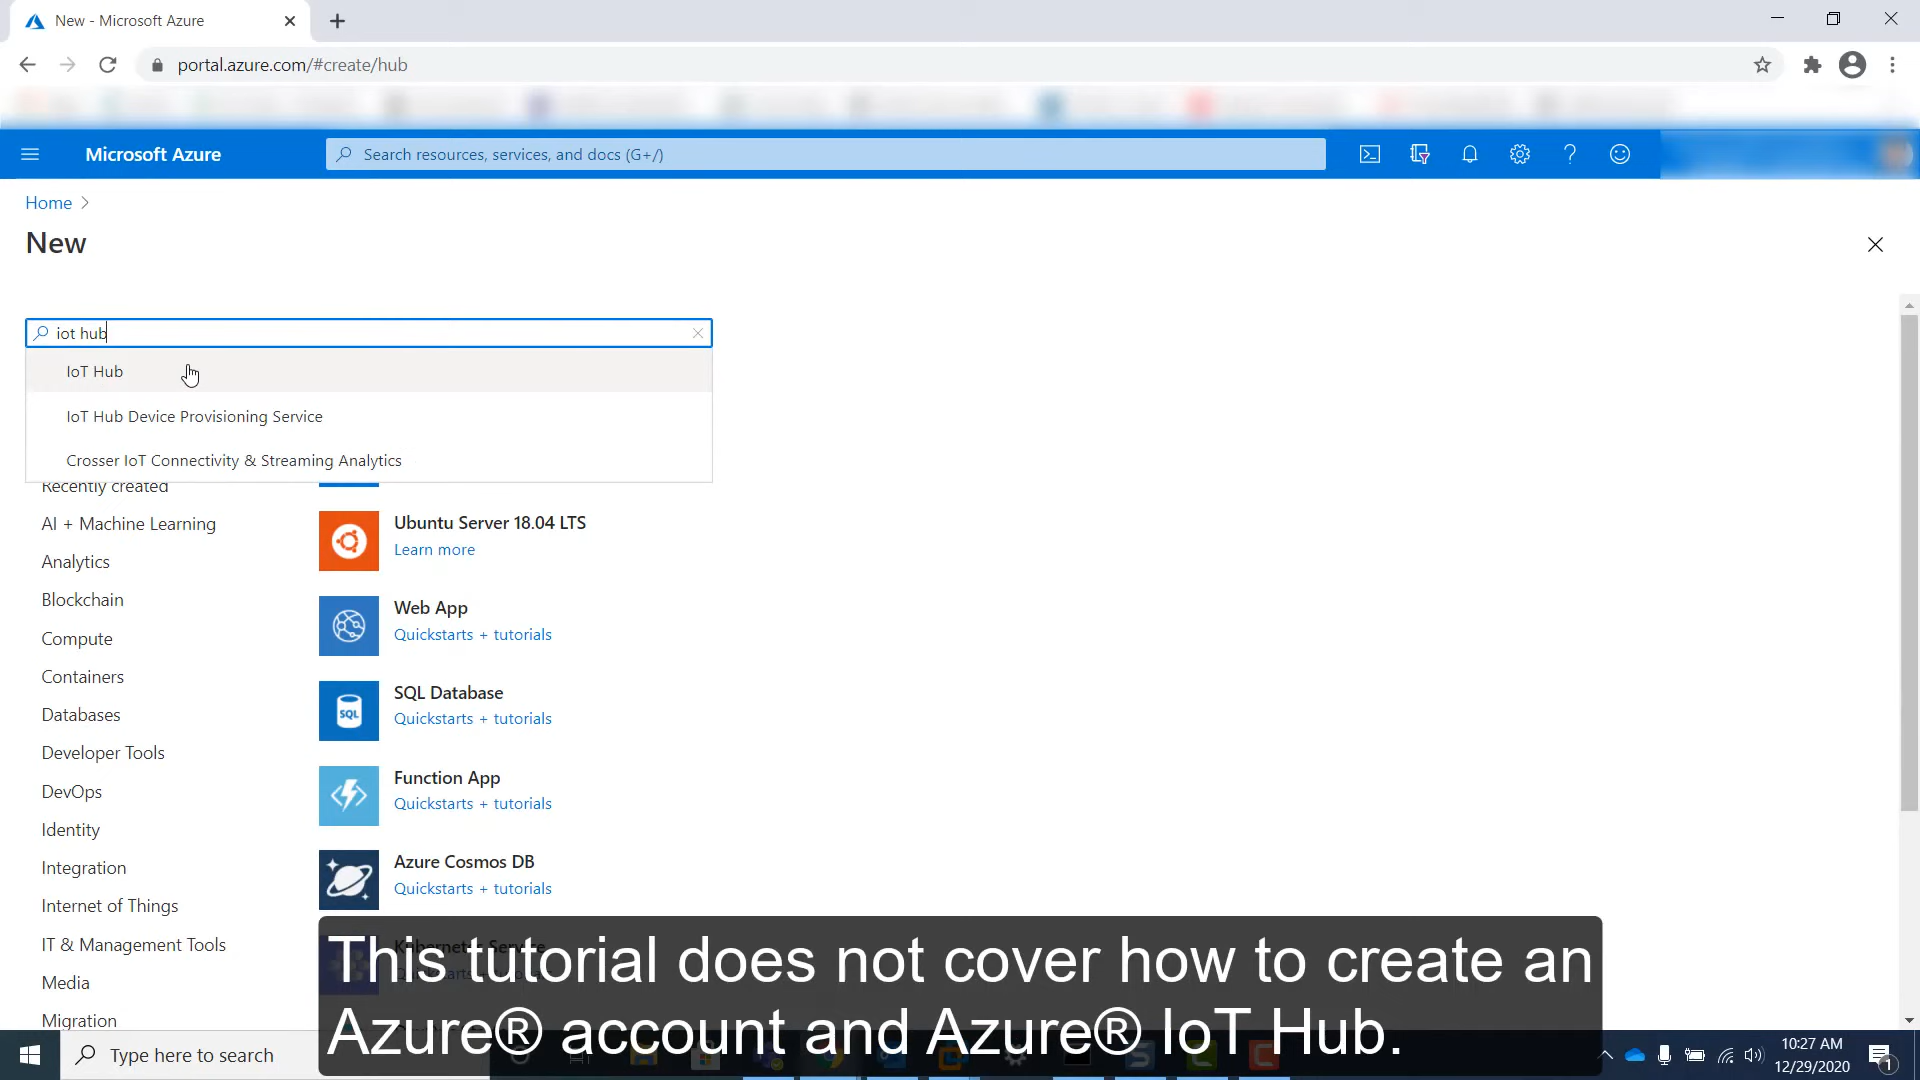 New - Microsoft Azure
portal.azure.com/#create/hub
Microsoft Azure
Search resources, services, and docs (G+/)
Home
New
iot hub
IoT Hub
IoT Hub Device Provisioning Service
Crosser IoT Connectivity & Streaming Analytics
Recently created
AI + Machine Learning
Analytics
Blockchain
Compute
Containers
Databases
Developer Tools
DevOps
Identity
Integration
Internet of Things
IT & Management Tools
Media
Migration
Ubuntu Server 18.04 LTS
Learn more
Web App
Quickstarts + tutorials
SQL
SQL Database
Quickstarts + tutorials
Function App
Quickstarts + tutorials
Azure Cosmos DB
Quickstarts + tutorials
This tutorial does not cover how to create an
Azure® account and Azure® IoT Hub.
Type here to search
10:27 AM
12/29/2020
1